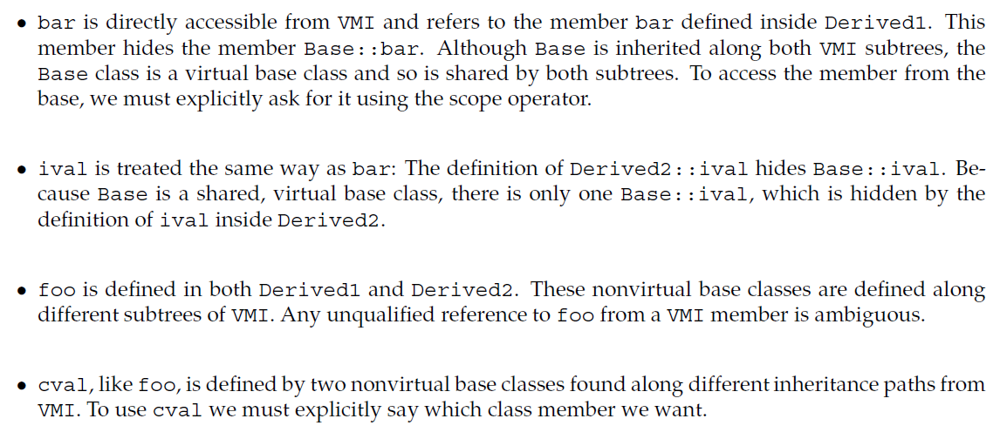 • bar is directly accessible from VMI and refers to the member bar defined inside Derived1. This
member hides the member Base::bar. Although Base is inherited along both VMI subtrees, the
Base class is a virtual base class and so is shared by both subtrees. To access the member from the
base, we must explicitly ask for it using the scope operator.
• ival is treated the same way as bar: The definition of Derived2::ival hides Base::ival. Be-
cause Base is a shared, virtual base class, there is only one Base::ival, which is hidden by the
definition of ival inside Derived2.
• foo is defined in both Derived1 and Derived2. These nonvirtual base classes are defined along
different subtrees of VMI. Any unqualified reference to foo from a VMI member is ambiguous.
• cval, like foo, is defined by two nonvirtual base classes found along different inheritance paths from
VMI. To use cval we must explicitly say which class member we want.